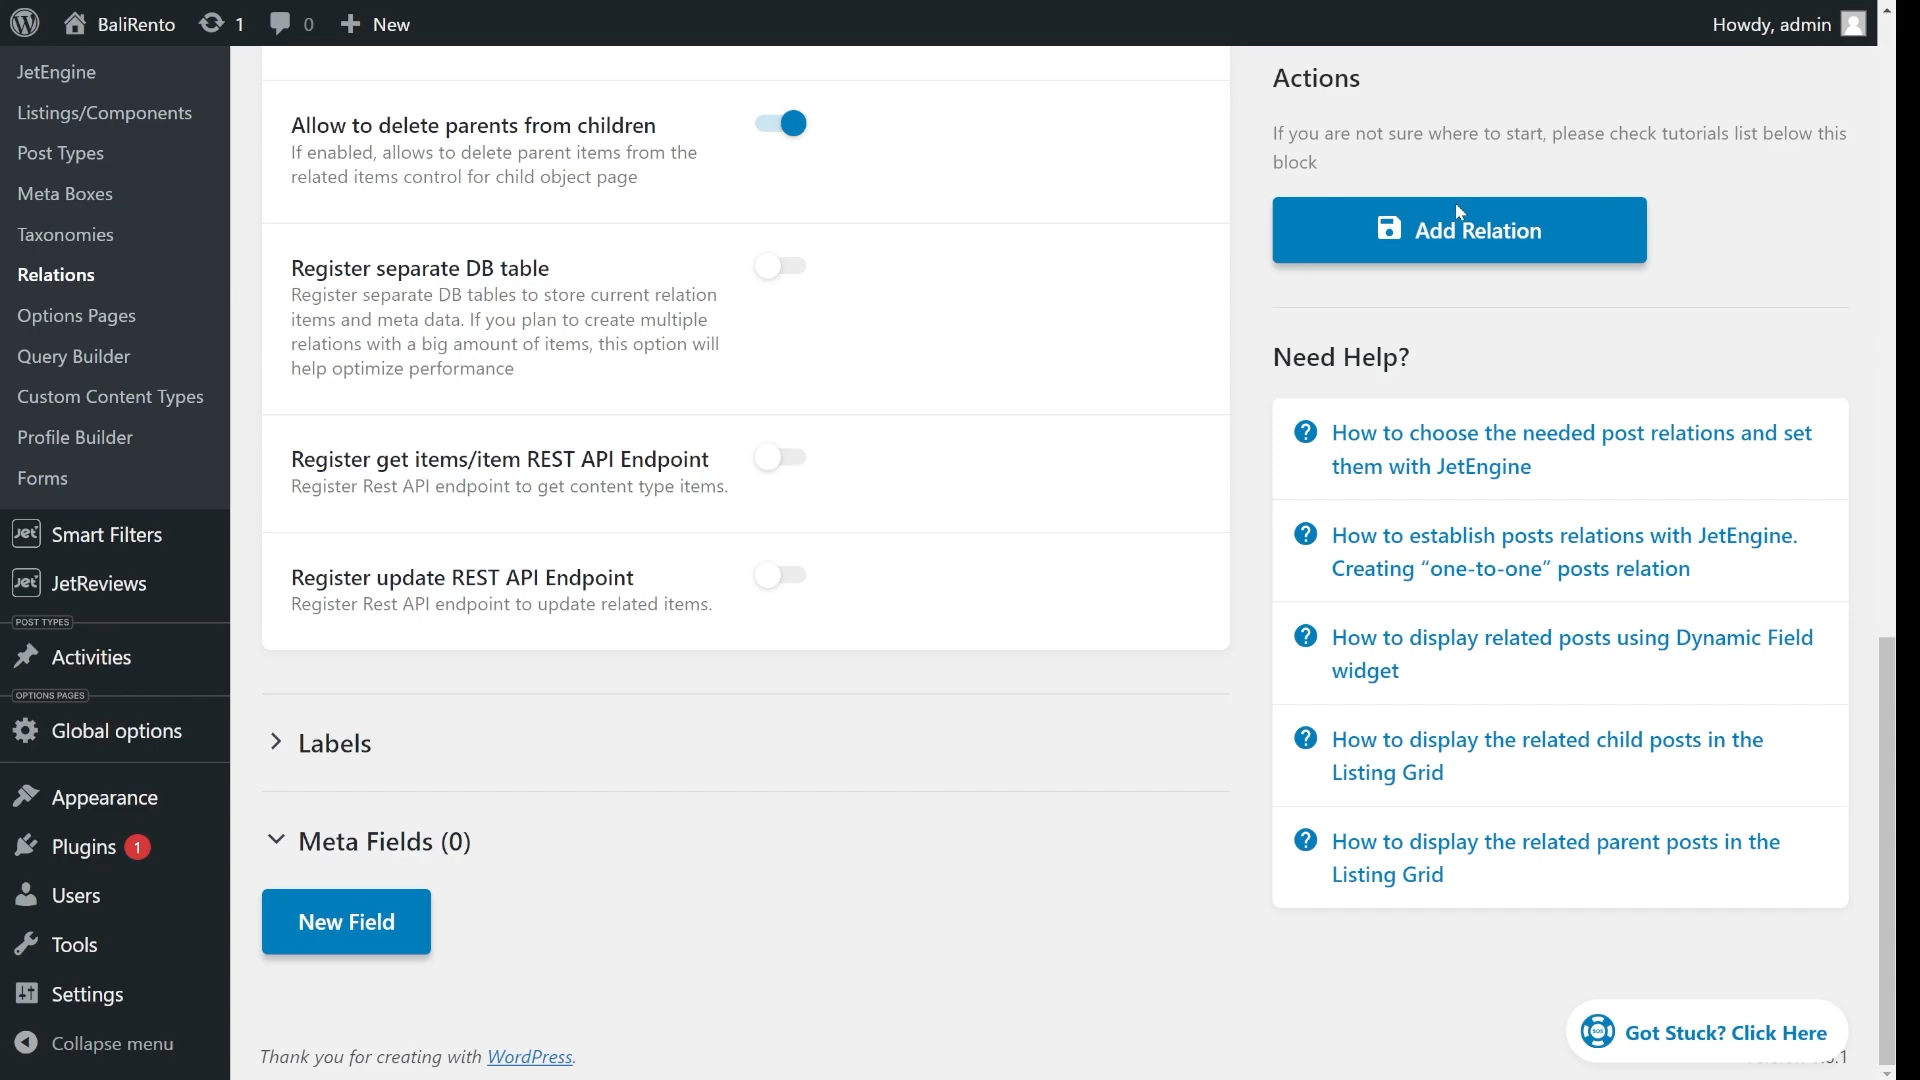 BaliRento 1 0 New Howdy, admin
JetEngine
Listings/Components
Post Types
Meta Boxes
Taxonomies
Relations
Options Pages
Query Builder
Custom Content Types
Profile Builder
Forms
Jet Smart Filters
Jet JetReviews
POST TYPES
Activities
OPTIONS PAGES
Global options
Appearance
Plugins 1
Users
Tools
Settings
Collapse menu
Allow to delete parents from children
If enabled, allows to delete parent items from the
related items control for child object page
Register separate DB table
Register separate DB tables to store current relation
items and meta data. If you plan to create multiple
relations with a big amount of items, this option will
help optimize performance
Register get items/item REST API Endpoint
Register Rest API endpoint to get content type items.
Register update REST API Endpoint
Register Rest API endpoint to update related items.
Labels
Meta Fields (0)
New Field
Thank you for creating with WordPress.
Actions
If you are not sure where to start, please check tutorials list below this
block
Add Relation
Need Help?
How to choose the needed post relations and set
them with JetEngine
How to establish posts relations with JetEngine.
Creating “one-to-one” posts relation
How to display related posts using Dynamic Field
widget
How to display the related child posts in the
Listing Grid
How to display the related parent posts in the
Listing Grid
SOS Got Stuck? Click Here